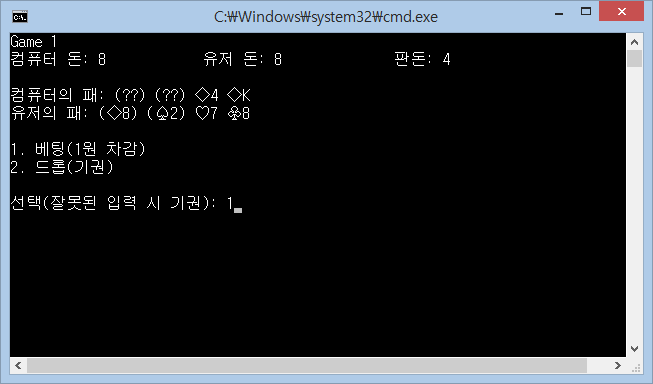 C:₩Windows₩system32₩cmd.exe
Game 1
컴퓨터 돈: 8 유저 돈: 8 판돈: 4
컴퓨터의 패: (??) (??) ◇4 ◇K
유저의 패: (◇8) (♤2) ♡7 ♧8
1. 베팅(1원 차감)
2. 드롭(기권)
선택(잘못된 입력 시 기권): 1